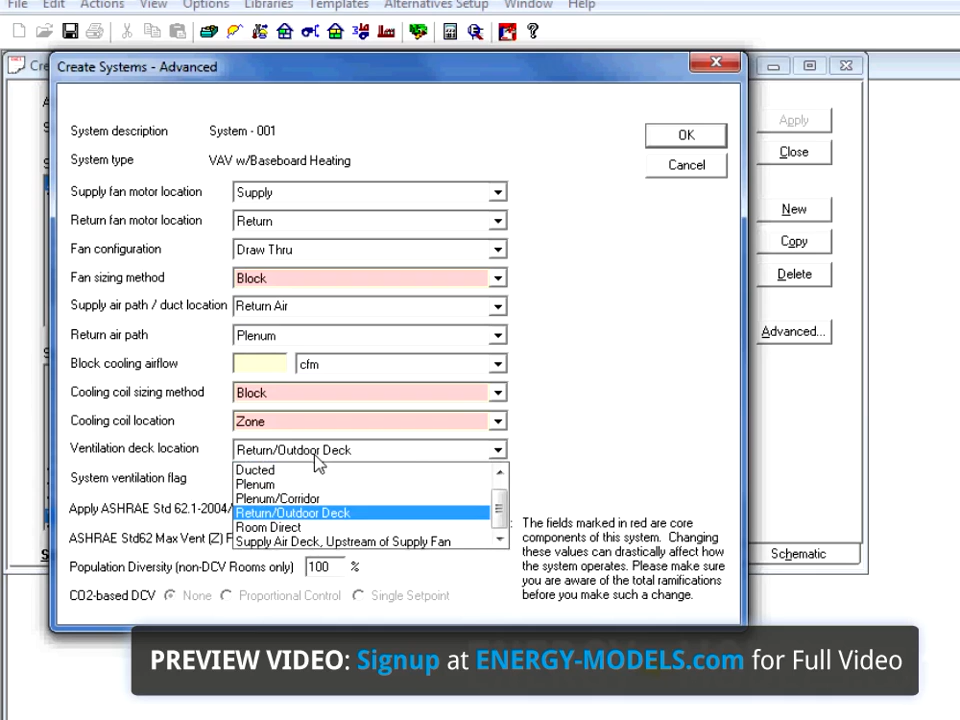 File Edit Actions View Options Libraries Templates Alternatives Setup Window Help
Cre
Create Systems - Advanced
System description System - 001
System type VAV w/Baseboard Heating
Supply fan motor location Supply
Return fan motor location Return
Fan configuration Draw Thru
Fan sizing method Block
Supply air path / duct location Return Air
Return air path Plenum
Block cooling airflow cfm
Cooling coil sizing method Block
Cooling coil location Zone
Ventilation deck location Return/Outdoor Deck
Ducted
Plenum
Plenum/Corridor
Return/Outdoor Deck
Room Direct
Supply Air Deck, Upstream of Supply Fan
System ventilation flag
Apply ASHRAE Std 62.1-2004/
ASHRAE Std62 Max Vent (Z) F
Population Diversity (non-DCV Rooms only) 100 %
CO2-based DCV None Proportional Control Single Setpoint
OK
Cancel
The fields marked in red are core
components of this system. Changing
these values can drastically affect how
the system operates. Please make sure
you are aware of the total ramifications
before you make such a change.
Apply
Close
New
Copy
Delete
Advanced...
Schematic
PREVIEW VIDEO: Signup at ENERGY-MODELS.com for Full Video